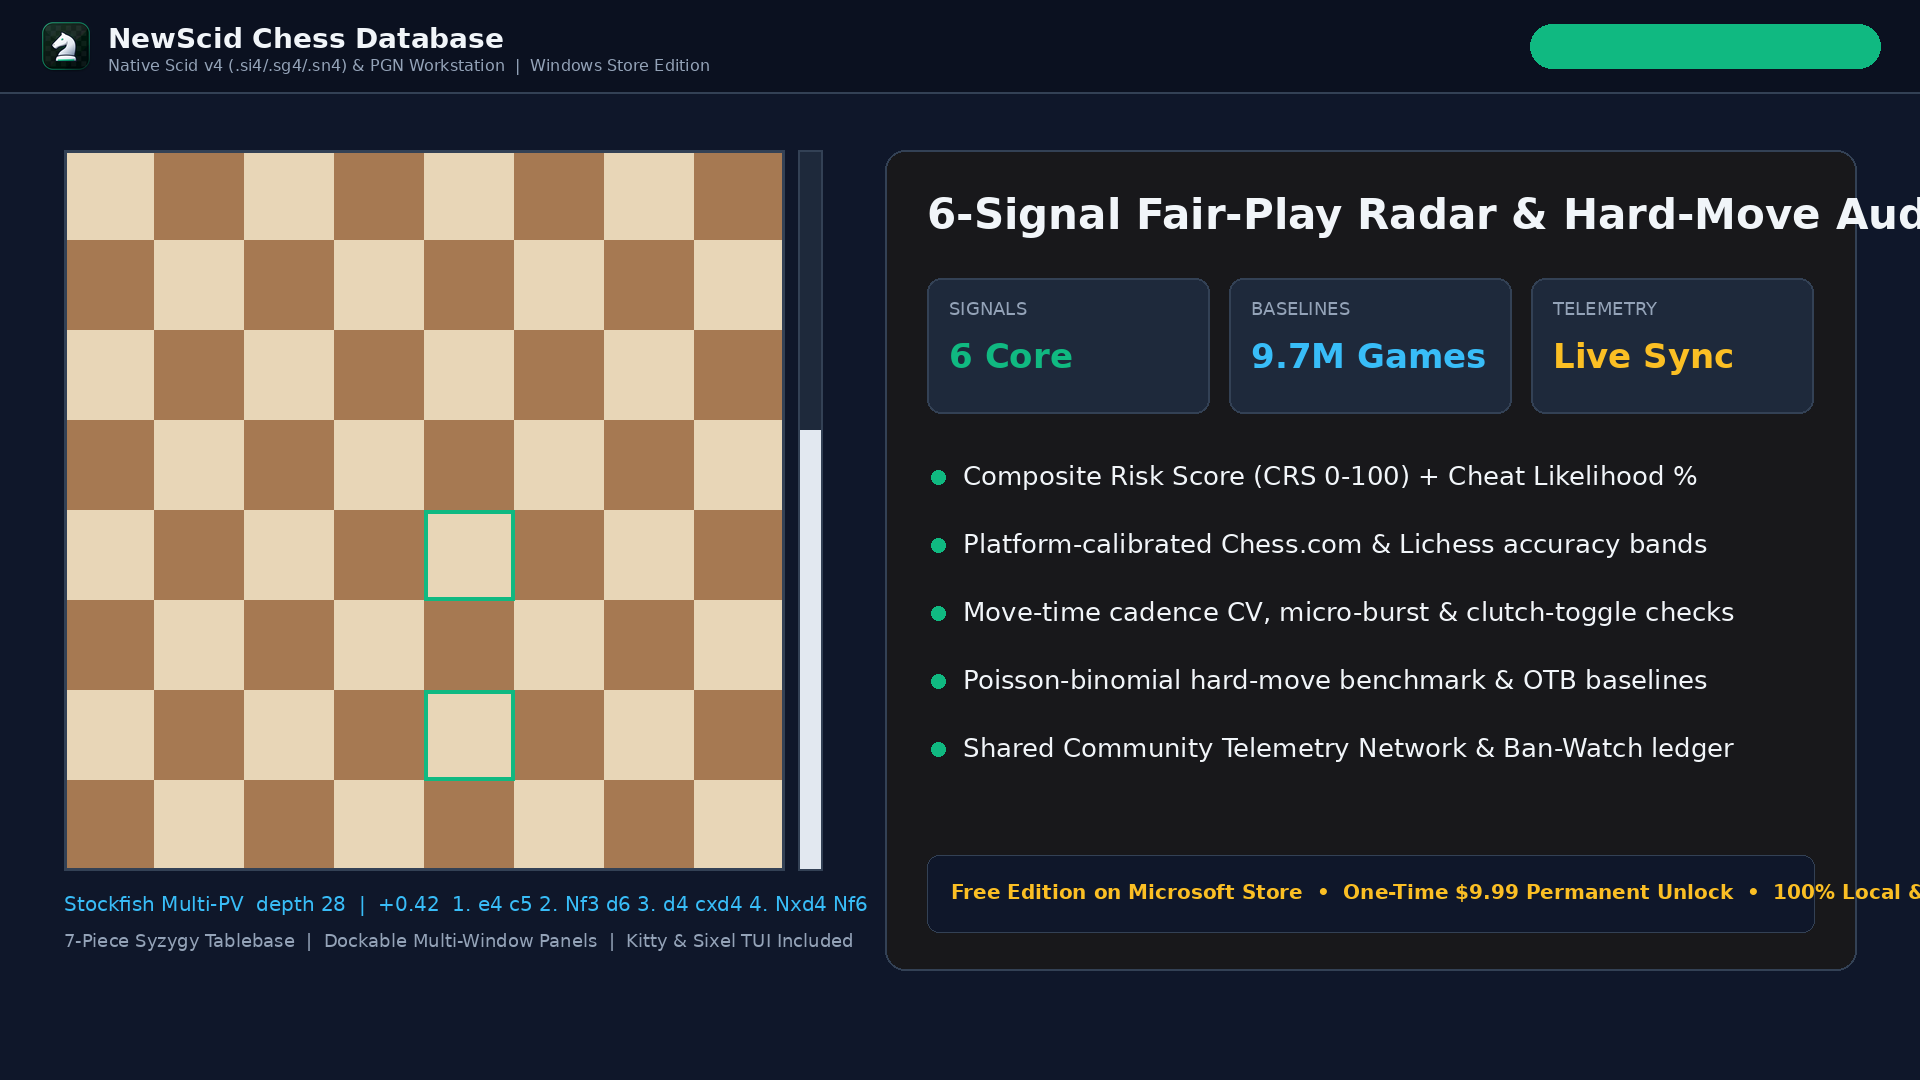 NewScid Chess Database
Native Scid v4 (.si4/.sg4/.sn4) & PGN Workstation | Windows Store Edition
6-Signal Fair-Play Radar & Hard-Move
SIGNALS
6 Core
BASELINES
9.7M Games
TELEMETRY
Live Sync
Composite Risk Score (CRS 0-100) + Cheat Likelihood %
Platform-calibrated Chess.com & Lichess accuracy bands
Move-time cadence CV, micro-burst & clutch-toggle checks
Poisson-binomial hard-move benchmark & OTB baselines
Shared Community Telemetry Network & Ban-Watch ledger
Free Edition on Microsoft Store • One-Time $9.99 Permanent Unlock • 100% Local &
Stockfish Multi-PV depth 28 | +0.42 1. e4 c5 2. Nf3 d6 3. d4 cxd4 4. Nxd4 Nf6
7-Piece Syzygy Tablebase | Dockable Multi-Window Panels | Kitty & Sixel TUI Included